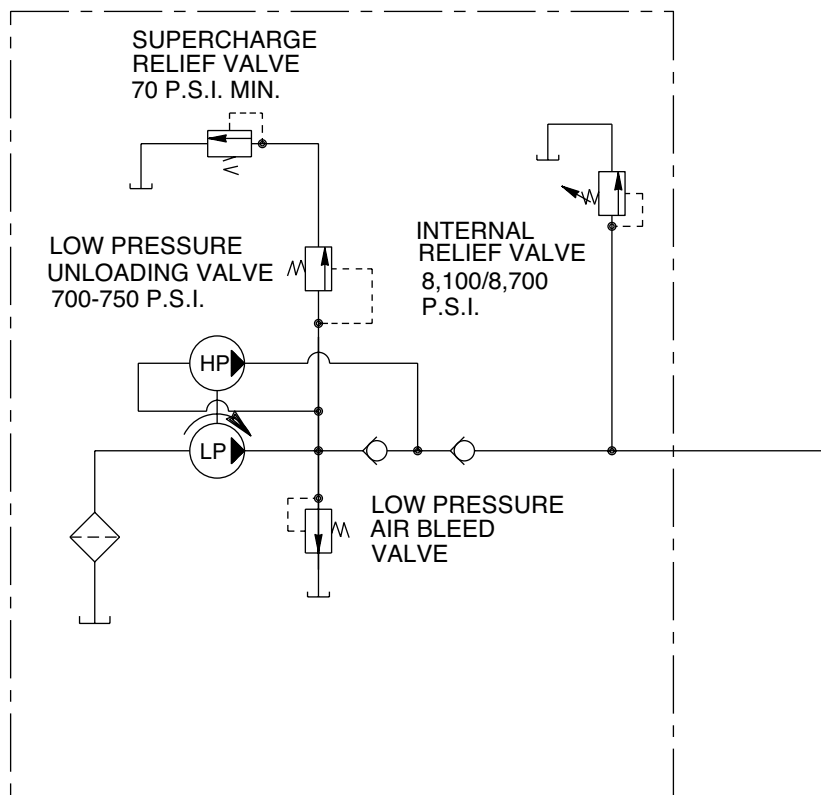 SUPERCHARGE
RELIEF VALVE
70 P.S.I. MIN.
LOW PRESSURE
UNLOADING VALVE
700-750 P.S.I.
INTERNAL
RELIEF VALVE
8,100/8,700
P.S.I.
HP
LP
LOW PRESSURE
AIR BLEED
VALVE